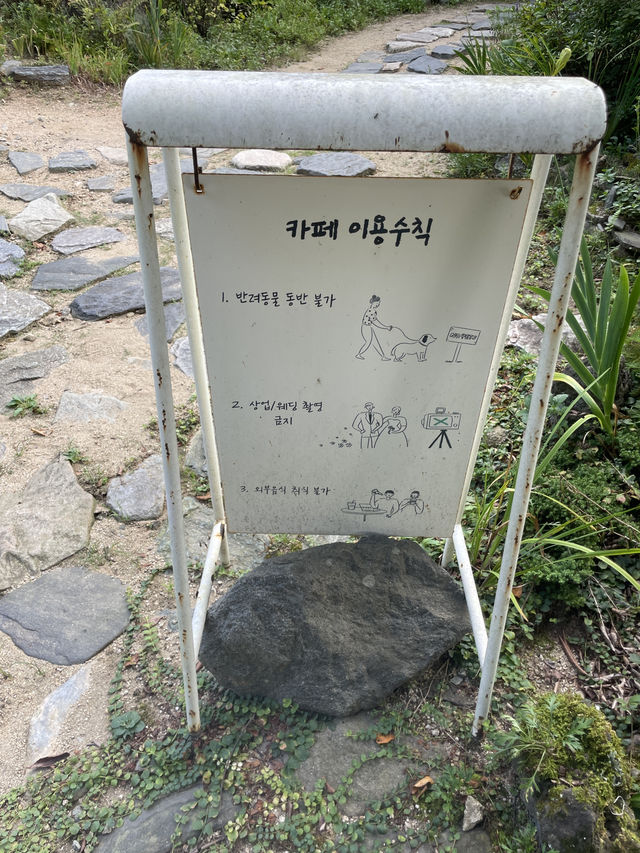 카페 이용수칙
1. 반려동물 동반 불가
2. 상업/웨딩 촬영
금지
3. 외부음식 취식 불가